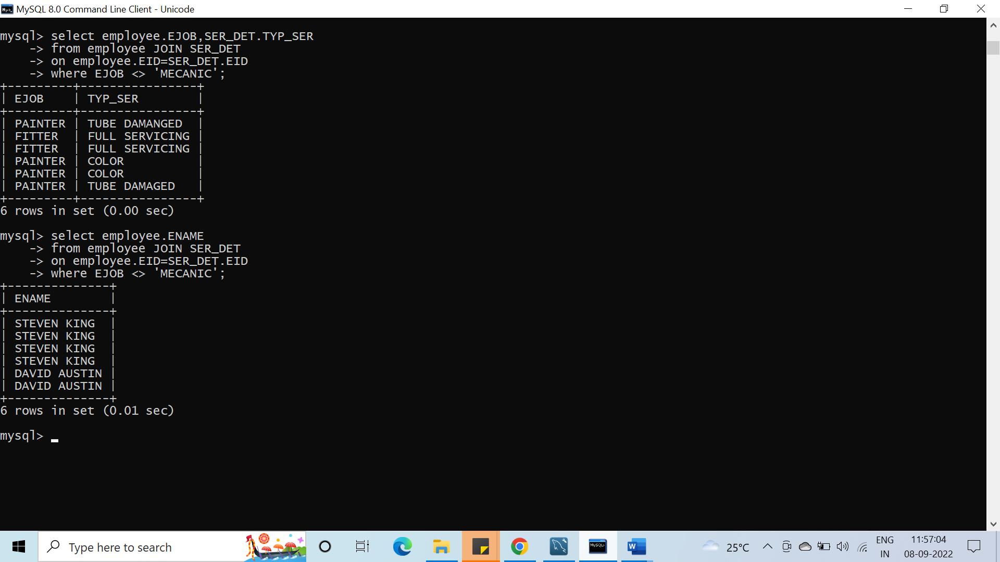 MySQL 8.0 Command Line Client - Unicode
mysql> select employee.EJOB,SER_DET.TYP_SER
    -> from employee JOIN SER_DET
    -> on employee.EID=SER_DET.EID
    -> where EJOB <> 'MECANIC';
+---------+----------------+
| EJOB    | TYP_SER        |
+---------+----------------+
| PAINTER | TUBE DAMANGED  |
| FITTER  | FULL SERVICING |
| FITTER  | FULL SERVICING |
| PAINTER | COLOR          |
| PAINTER | COLOR          |
| PAINTER | TUBE DAMAGED   |
+---------+----------------+
6 rows in set (0.00 sec)
mysql> select employee.ENAME
    -> from employee JOIN SER_DET
    -> on employee.EID=SER_DET.EID
    -> where EJOB <> 'MECANIC';
+--------------+
| ENAME        |
+--------------+
| STEVEN KING  |
| STEVEN KING  |
| STEVEN KING  |
| STEVEN KING  |
| DAVID AUSTIN |
| DAVID AUSTIN |
+--------------+
6 rows in set (0.01 sec)
mysql> _
Type here to search
25°C
ENG
IN
11:57:04
08-09-2022